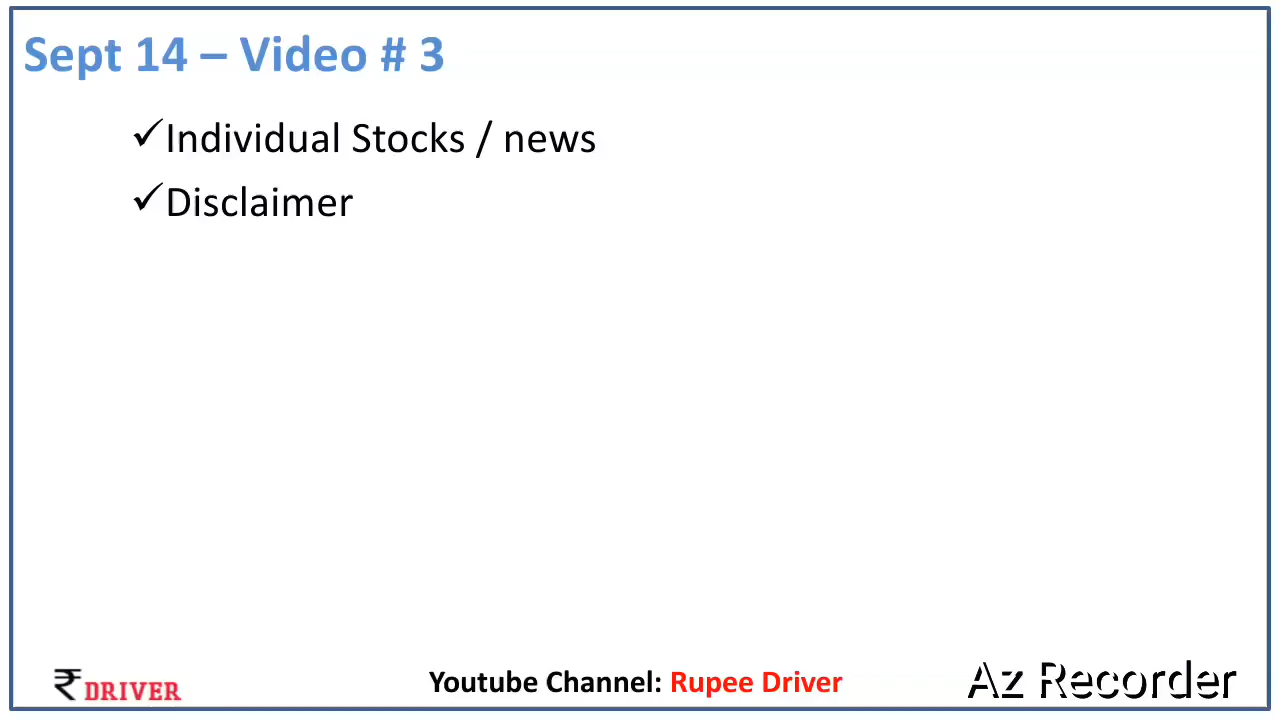 Sept 14 – Video # 3
✓Individual Stocks / news
✓Disclaimer
₹ DRIVER
Youtube Channel: Rupee Driver
Az Recorder